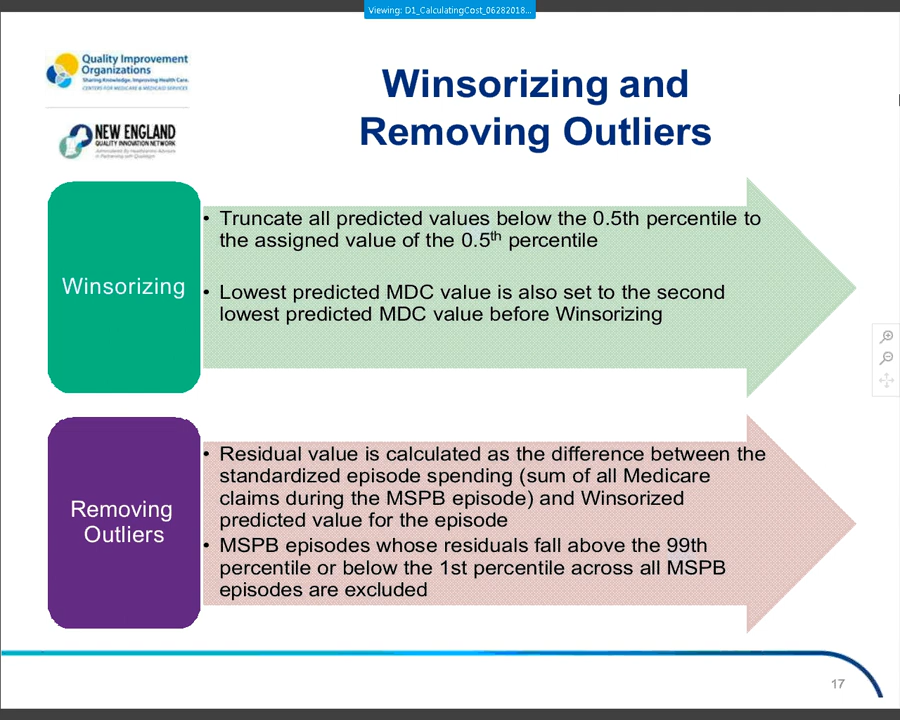 Viewing: D1_CalculatingCost_06282018...
Quality Improvement
Organizations
Sharing Knowledge. Improving Health Care.
CENTERS FOR MEDICARE & MEDICAID SERVICES
NEW ENGLAND
QUALITY INNOVATION NETWORK
Winsorizing and
Removing Outliers
Winsorizing
• Truncate all predicted values below the 0.5th percentile to
the assigned value of the 0.5th percentile
• Lowest predicted MDC value is also set to the second
lowest predicted MDC value before Winsorizing
Removing
Outliers
• Residual value is calculated as the difference between the
standardized episode spending (sum of all Medicare
claims during the MSPB episode) and Winsorized
predicted value for the episode
• MSPB episodes whose residuals fall above the 99th
percentile or below the 1st percentile across all MSPB
episodes are excluded
17